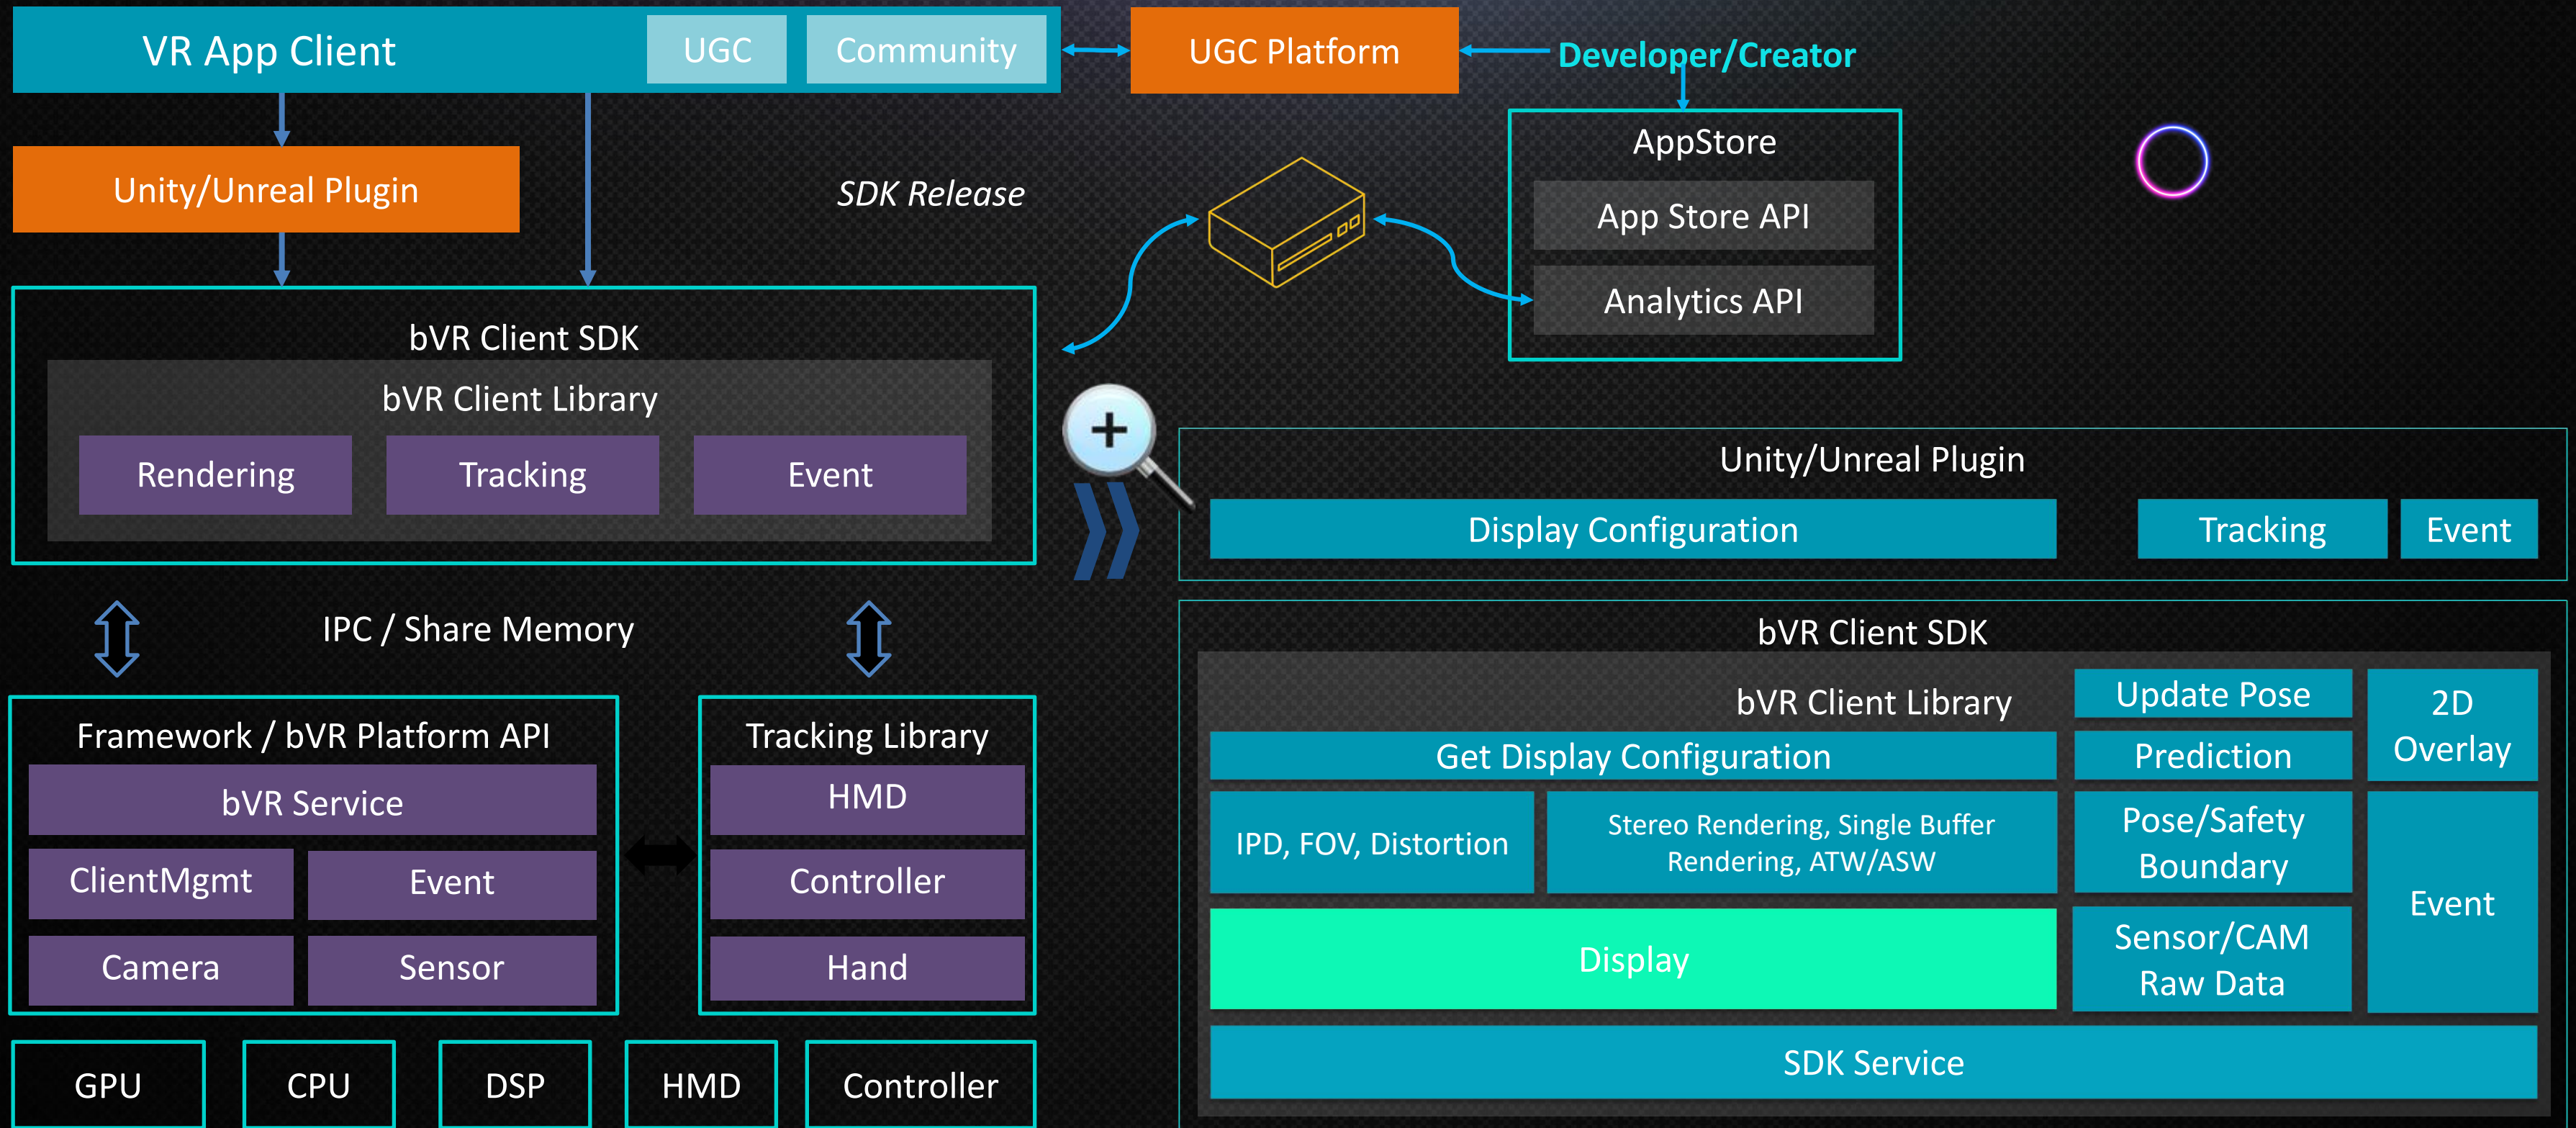 VR App Client
UGC
Community
UGC Platform
Developer/Creator
Unity/Unreal Plugin
SDK Release
AppStore
App Store API
Analytics API
bVR Client SDK
bVR Client Library
Rendering
Tracking
Event
IPC / Share Memory
Framework / bVR Platform API
bVR Service
ClientMgmt
Event
Camera
Sensor
Tracking Library
HMD
Controller
Hand
GPU
CPU
DSP
HMD
Controller
Unity/Unreal Plugin
Display Configuration
Tracking
Event
bVR Client SDK
bVR Client Library
Update Pose
2D
Overlay
Get Display Configuration
Prediction
IPD, FOV, Distortion
Stereo Rendering, Single Buffer
Rendering, ATW/ASW
Pose/Safety
Boundary
Event
Display
Sensor/CAM
Raw Data
SDK Service